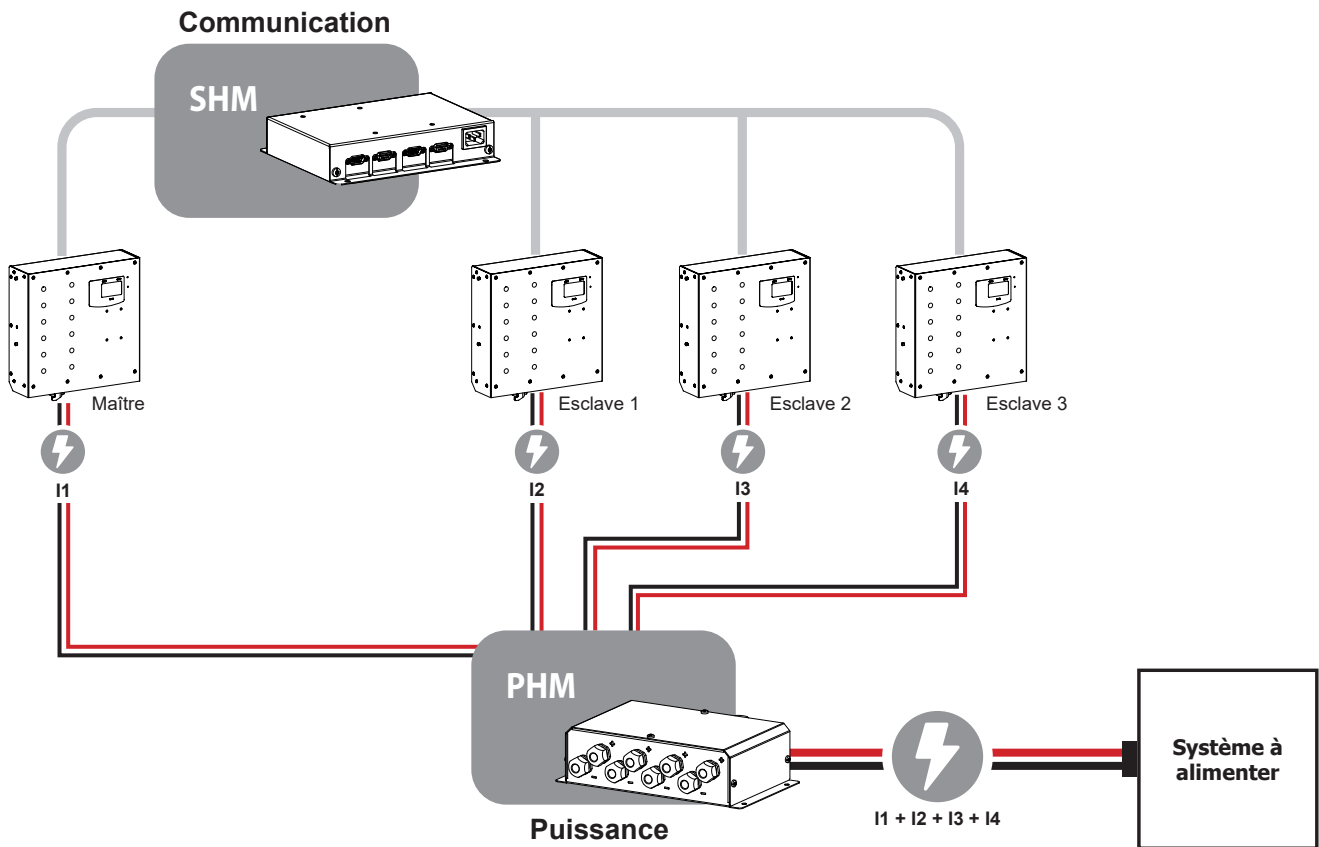 Communication
SHM
Maître
Esclave 1
Esclave 2
Esclave 3
I1
I2
I3
I4
PHM
+ + + +
- - - -
Système à
alimenter
I1 + I2 + I3 + I4
Puissance